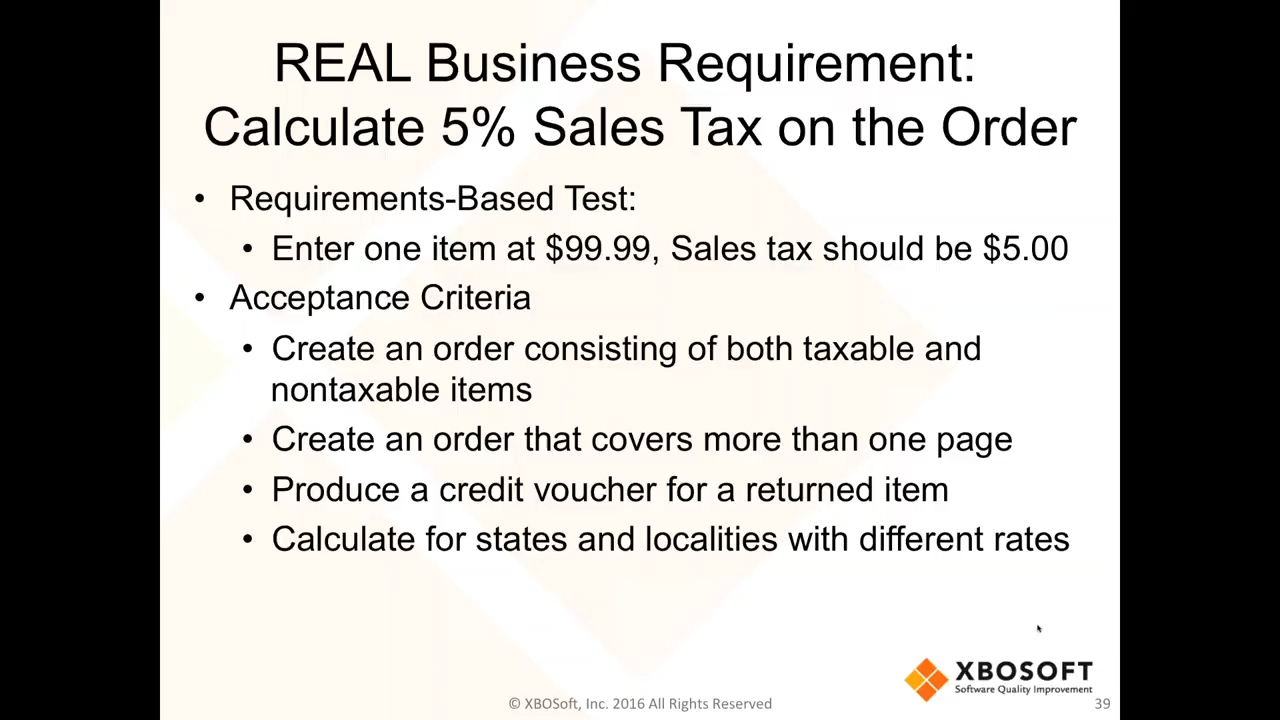 REAL Business Requirement:
Calculate 5% Sales Tax on the Order
• Requirements-Based Test:
• Enter one item at $99.99, Sales tax should be $5.00
• Acceptance Criteria
• Create an order consisting of both taxable and
nontaxable items
• Create an order that covers more than one page
• Produce a credit voucher for a returned item
• Calculate for states and localities with different rates
XBOSOFT
Software Quality Improvement
© XBOSoft, Inc. 2016 All Rights Reserved
39